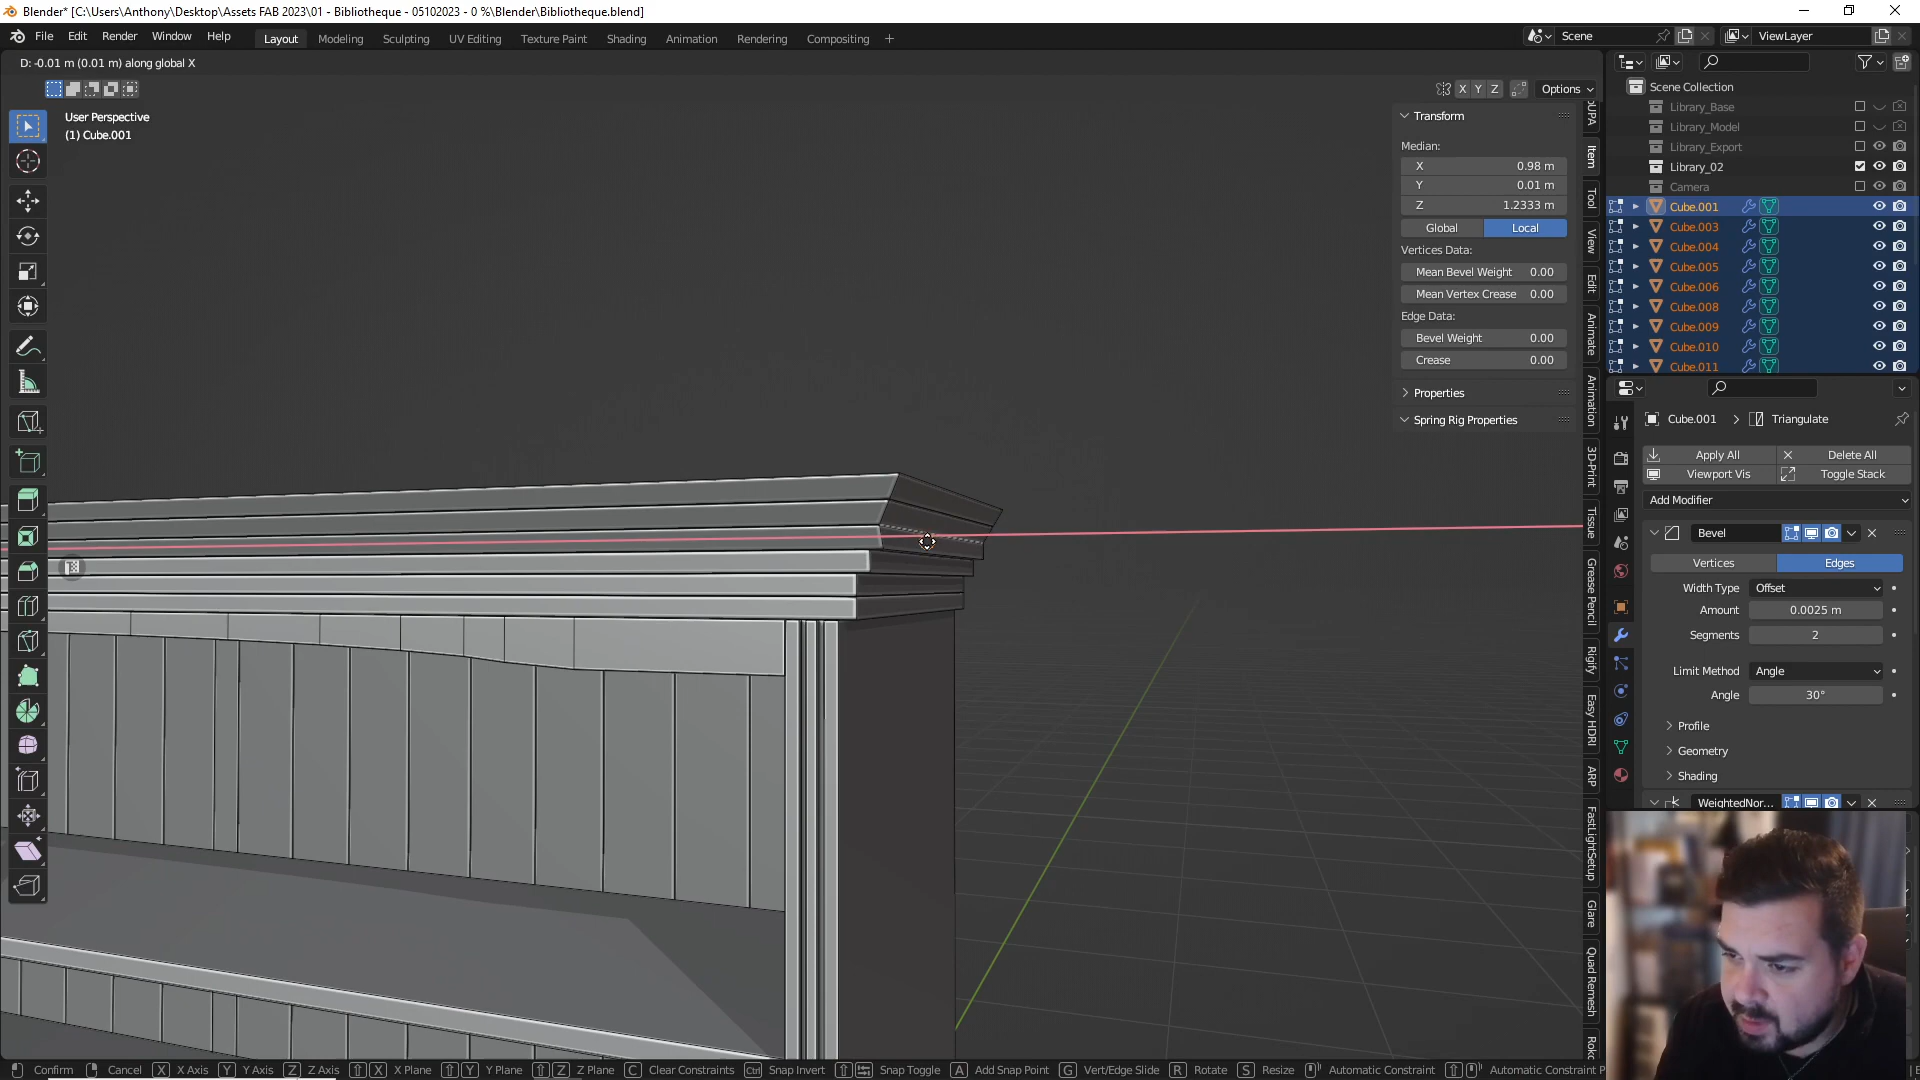 Blender* [C:\Users\Anthony\Desktop\Assets FAB 2023\01 - Bibliotheque - 05102023 - 0 %\Blender\Bibliotheque.blend]
File Edit Render Window Help Layout Modeling Sculpting UV Editing Texture Paint Shading Animation Rendering Compositing Scene ViewLayer
D: -0.01 m (0.01 m) along global X
X Y Z Options
User Perspective
(1) Cube.001
Transform
Median:
X 0.98 m
Y 0.01 m
Z 1.2333 m
Global Local
Vertices Data:
Mean Bevel Weight 0.00
Mean Vertex Crease 0.00
Edge Data:
Bevel Weight 0.00
Crease 0.00
Properties
Spring Rig Properties
Item
Tool
View
Edit
Animate
Animation
3D-Print
Tissue
Grease Pencil
Rigify
Easy HDRI
ARP
FastLightSetup
Glare
Quad Remesh
Scene Collection
Library_Base
Library_Model
Library_Export
Library_02
Camera
Cube.001
Cube.003
Cube.004
Cube.005
Cube.006
Cube.008
Cube.009
Cube.010
Cube.011
Cube.001 Triangulate
Apply All Delete All
Viewport Vis Toggle Stack
Add Modifier
Bevel
Vertices Edges
Width Type Offset
Amount 0.0025 m
Segments 2
Limit Method Angle
Angle 30°
Profile
Geometry
Shading
WeightedNor...
Confirm Cancel X X Axis Y Y Axis Z Z Axis X X Plane Y Y Plane Z Z Plane C Clear Constraints Ctrl Snap Invert Snap Toggle A Add Snap Point G Vert/Edge Slide R Rotate S Resize Automatic Constraint Automatic Constraint P